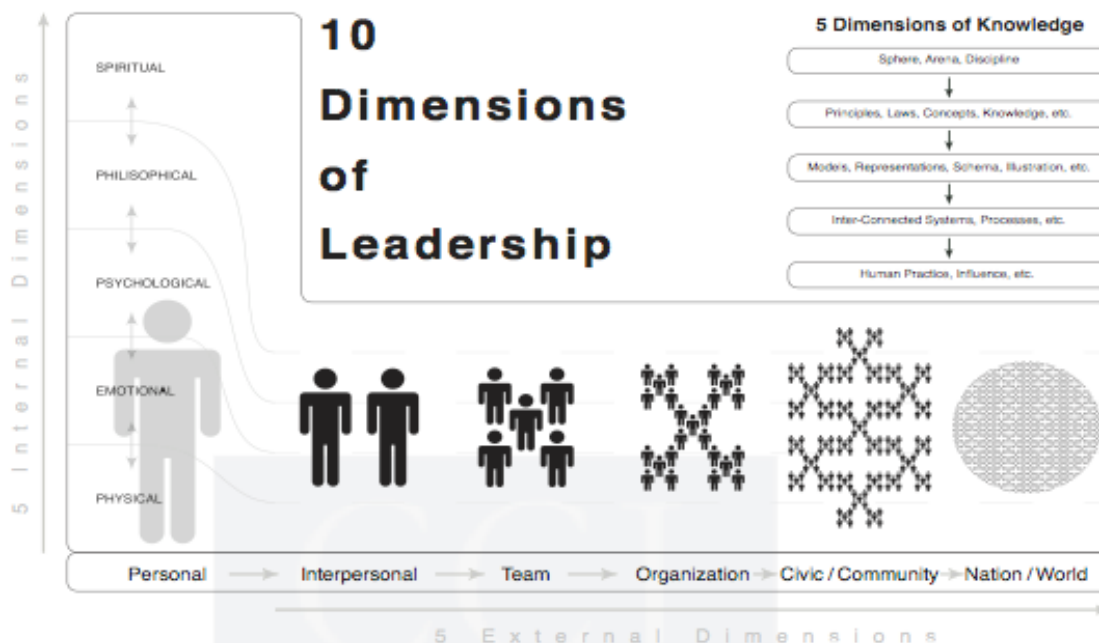 10
Dimensions
of
Leadership
5 Dimensions of Knowledge
Sphere, Arena, Discipline
Principles, Laws, Concepts, Knowledge, etc.
Models, Representations, Schema, Illustration, etc.
Inter-Connected Systems, Processes, etc.
Human Practice, Influence, etc.
5 Internal Dimensions
SPIRITUAL
PHILISOPHICAL
PSYCHOLOGICAL
EMOTIONAL
PHYSICAL
Personal
Interpersonal
Team
Organization
Civic / Community
Nation / World
5 External Dimensions
CCI